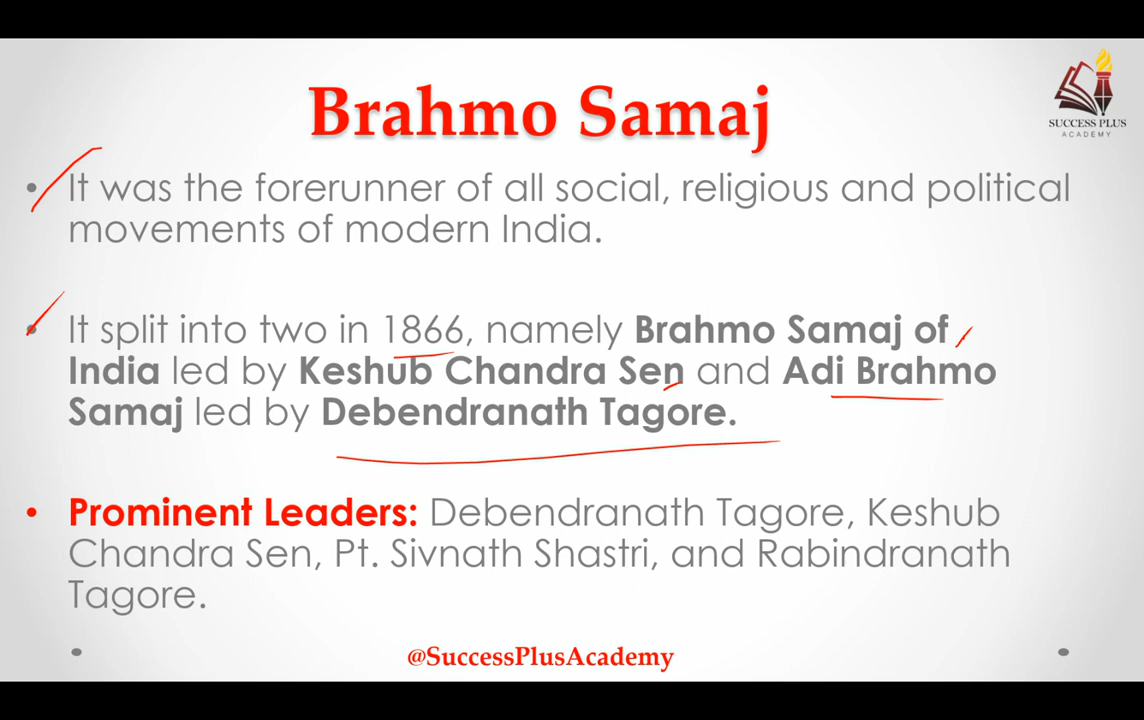 Brahmo Samaj
SUCCESS PLUS
ACADEMY
• It was the forerunner of all social, religious and political
movements of modern India.
• It split into two in 1866, namely Brahmo Samaj of
India led by Keshub Chandra Sen and Adi Brahmo
Samaj led by Debendranath Tagore.
• Prominent Leaders: Debendranath Tagore, Keshub
Chandra Sen, Pt. Sivnath Shastri, and Rabindranath
Tagore.
@SuccessPlusAcademy